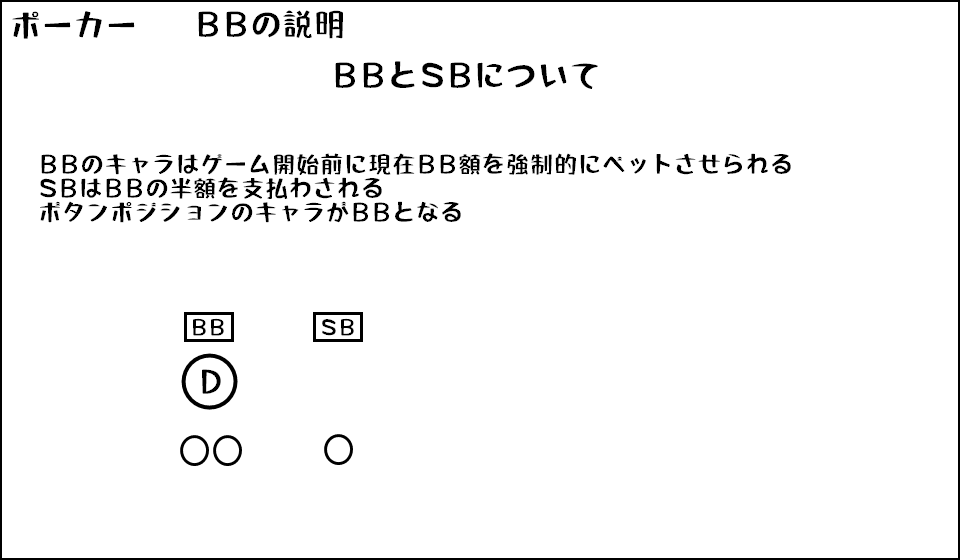 ポーカー　　ＢＢの説明
ＢＢとＳＢについて
ＢＢのキャラはゲーム開始前に現在ＢＢ額を強制的にベットさせられる
ＳＢはＢＢの半額を支払わされる
ボタンポジションのキャラがＢＢとなる
ＢＢ　ＳＢ
Ｄ